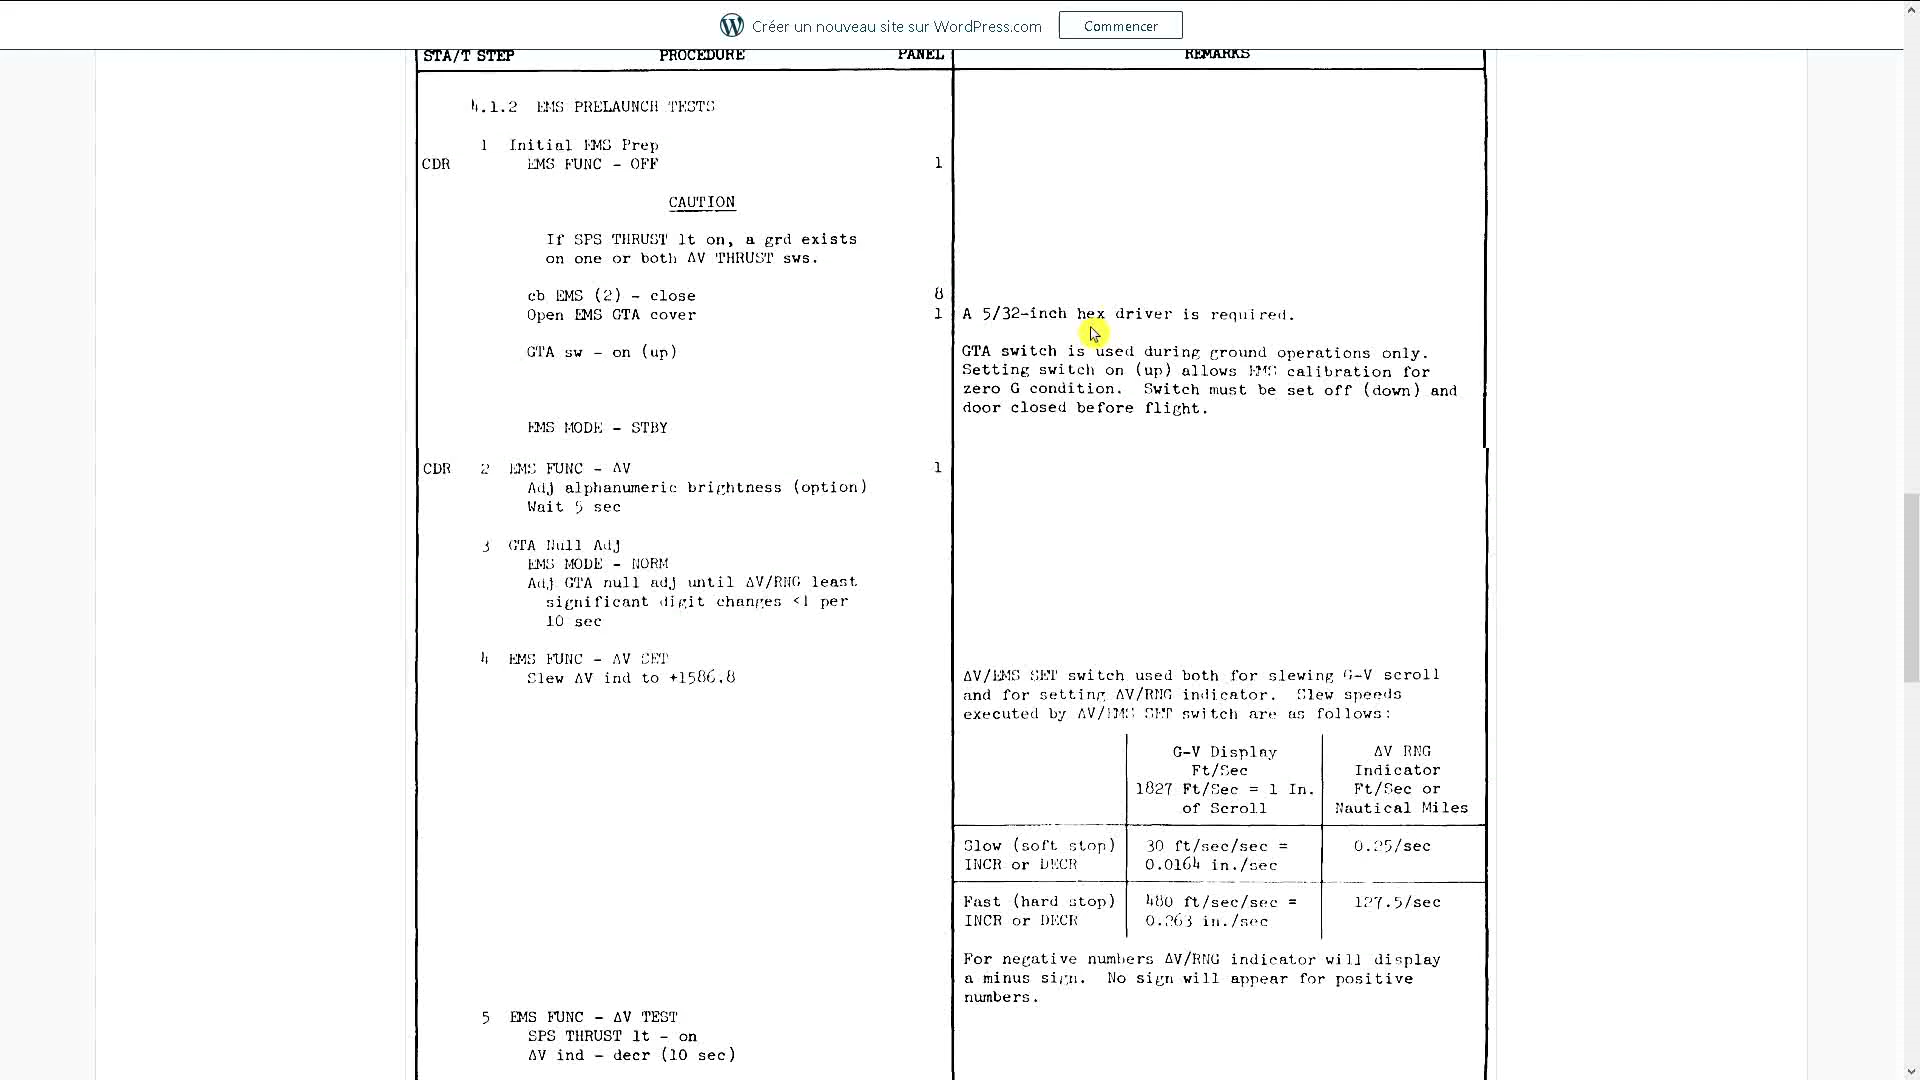 Créer un nouveau site sur WordPress.com
Commencer
STA/T STEP PROCEDURE PANEL REMARKS
4.1.2 EMS PRELAUNCH TESTS
1 Initial EMS Prep
CDR EMS FUNC - OFF 1
CAUTION
If SPS THRUST lt on, a grd exists
on one or both ΔV THRUST sws.
cb EMS (2) - close 8
Open EMS GTA cover 1 A 5/32-inch hex driver is required.
GTA sw - on (up) GTA switch is used during ground operations only.
Setting switch on (up) allows EMS calibration for
zero G condition. Switch must be set off (down) and
door closed before flight.
EMS MODE - STBY
CDR 2 EMS FUNC - ΔV 1
Adj alphanumeric brightness (option)
Wait 5 sec
3 GTA Null Adj
EMS MODE - NORM
Adj GTA null adj until ΔV/RNG least
significant digit changes <1 per
10 sec
4 EMS FUNC - ΔV SET
Slew ΔV ind to +1586.8
ΔV/EMS SET switch used both for slewing G-V scroll
and for setting ΔV/RNG indicator. Slew speeds
executed by ΔV/EMS SET switch are as follows:
G-V Display ΔV RNG
Ft/Sec Indicator
1827 Ft/Sec = 1 In. Ft/Sec or
of Scroll Nautical Miles
Slow (soft stop) 30 ft/sec/sec = 0.25/sec
INCR or DECR 0.0164 in./sec
Fast (hard stop) 480 ft/sec/sec = 127.5/sec
INCR or DECR 0.263 in./sec
For negative numbers ΔV/RNG indicator will display
a minus sign. No sign will appear for positive
numbers.
5 EMS FUNC - ΔV TEST
SPS THRUST lt - on
ΔV ind - decr (10 sec)